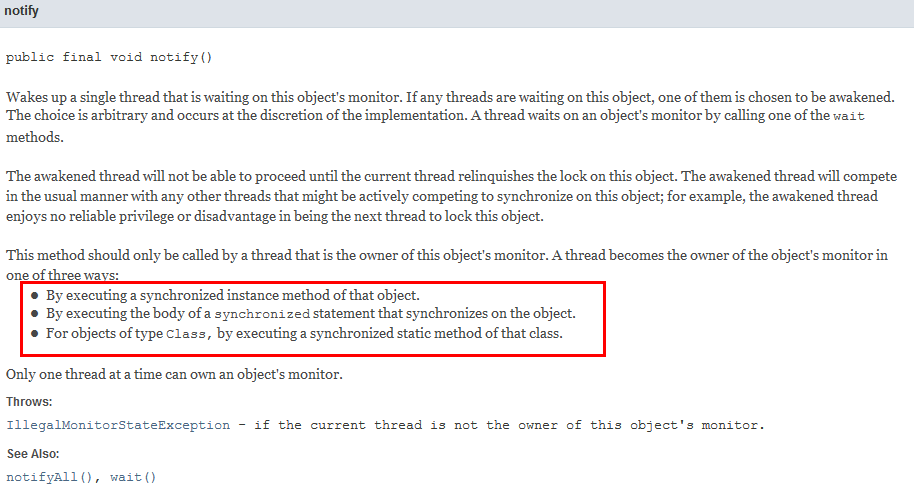 notify
public final void notify()
Wakes up a single thread that is waiting on this object's monitor. If any threads are waiting on this object, one of them is chosen to be awakened.
The choice is arbitrary and occurs at the discretion of the implementation. A thread waits on an object's monitor by calling one of the wait
methods.
The awakened thread will not be able to proceed until the current thread relinquishes the lock on this object. The awakened thread will compete
in the usual manner with any other threads that might be actively competing to synchronize on this object; for example, the awakened thread
enjoys no reliable privilege or disadvantage in being the next thread to lock this object.
This method should only be called by a thread that is the owner of this object's monitor. A thread becomes the owner of the object's monitor in
one of three ways:
● By executing a synchronized instance method of that object.
● By executing the body of a synchronized statement that synchronizes on the object.
● For objects of type Class, by executing a synchronized static method of that class.
Only one thread at a time can own an object's monitor.
Throws:
IllegalMonitorStateException - if the current thread is not the owner of this object's monitor.
See Also:
notifyAll(), wait()